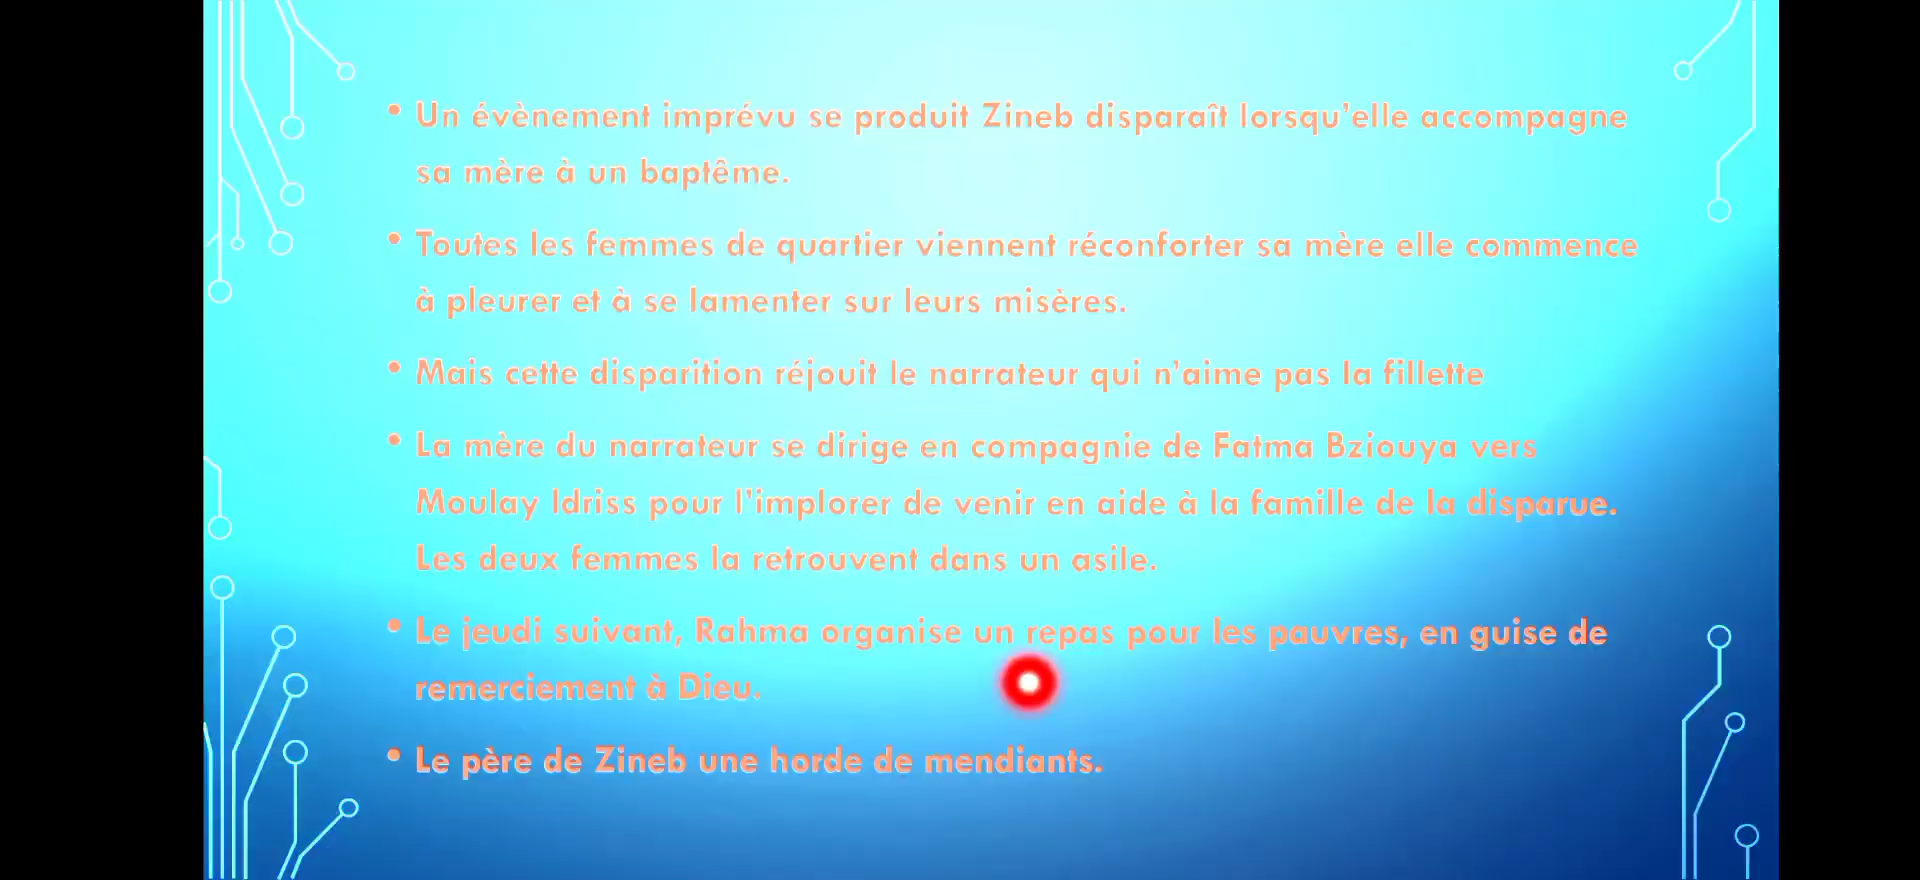 • Un évènement imprévu se produit Zineb disparaît lorsqu'elle accompagne
sa mère à un baptême.
• Toutes les femmes de quartier viennent réconforter sa mère elle commence
à pleurer et à se lamenter sur leurs misères.
• Mais cette disparition réjouit le narrateur qui n'aime pas la fillette
• La mère du narrateur se dirige en compagnie de Fatma Bziouya vers
Moulay Idriss pour l'implorer de venir en aide à la famille de la disparue.
Les deux femmes la retrouvent dans un asile.
• Le jeudi suivant, Rahma organise un repas pour les pauvres, en guise de
remerciement à Dieu.
• Le père de Zineb une horde de mendiants.